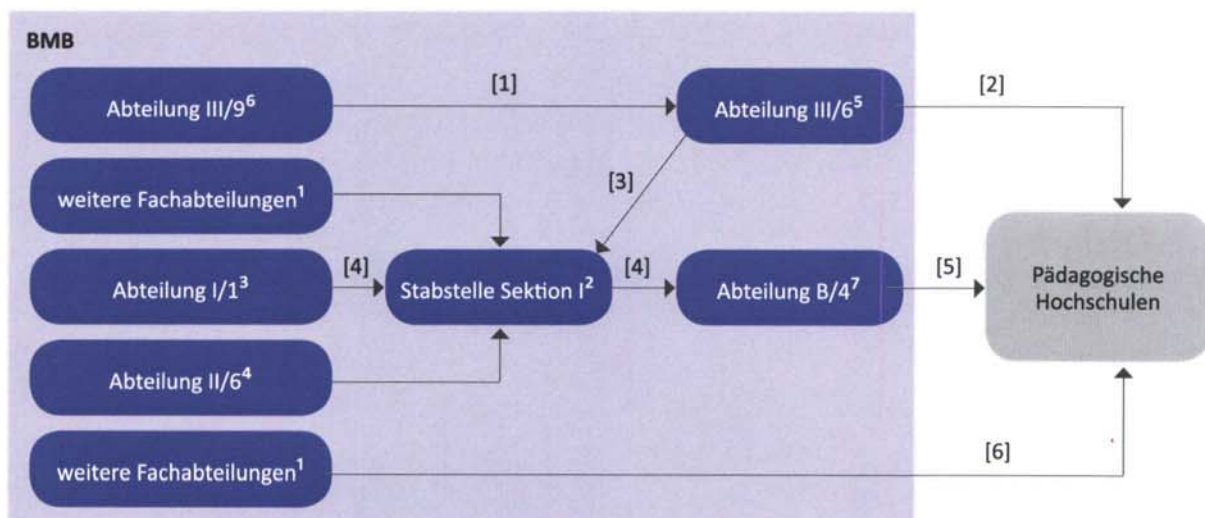 BMB
Abteilung III/9⁶
[1]
Abteilung III/6⁵
[2]
weitere Fachabteilungen¹
[3]
Abteilung I/1³
[4]
Stabstelle Sektion I²
[4]
Abteilung B/4⁷
[5]
Pädagogische
Hochschulen
Abteilung II/6⁴
weitere Fachabteilungen¹
[6]